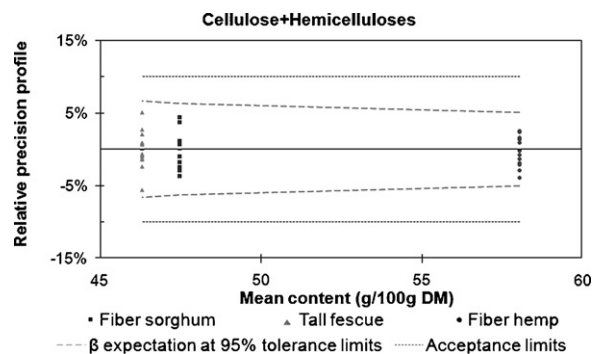 Cellulose+Hemicelluloses
15%
5%
-5%
-15%
Relative precision profile
45 50 55 60
Mean content (g/100g DM)
Fiber sorghum Tall fescue Fiber hemp
β expectation at 95% tolerance limits Acceptance limits